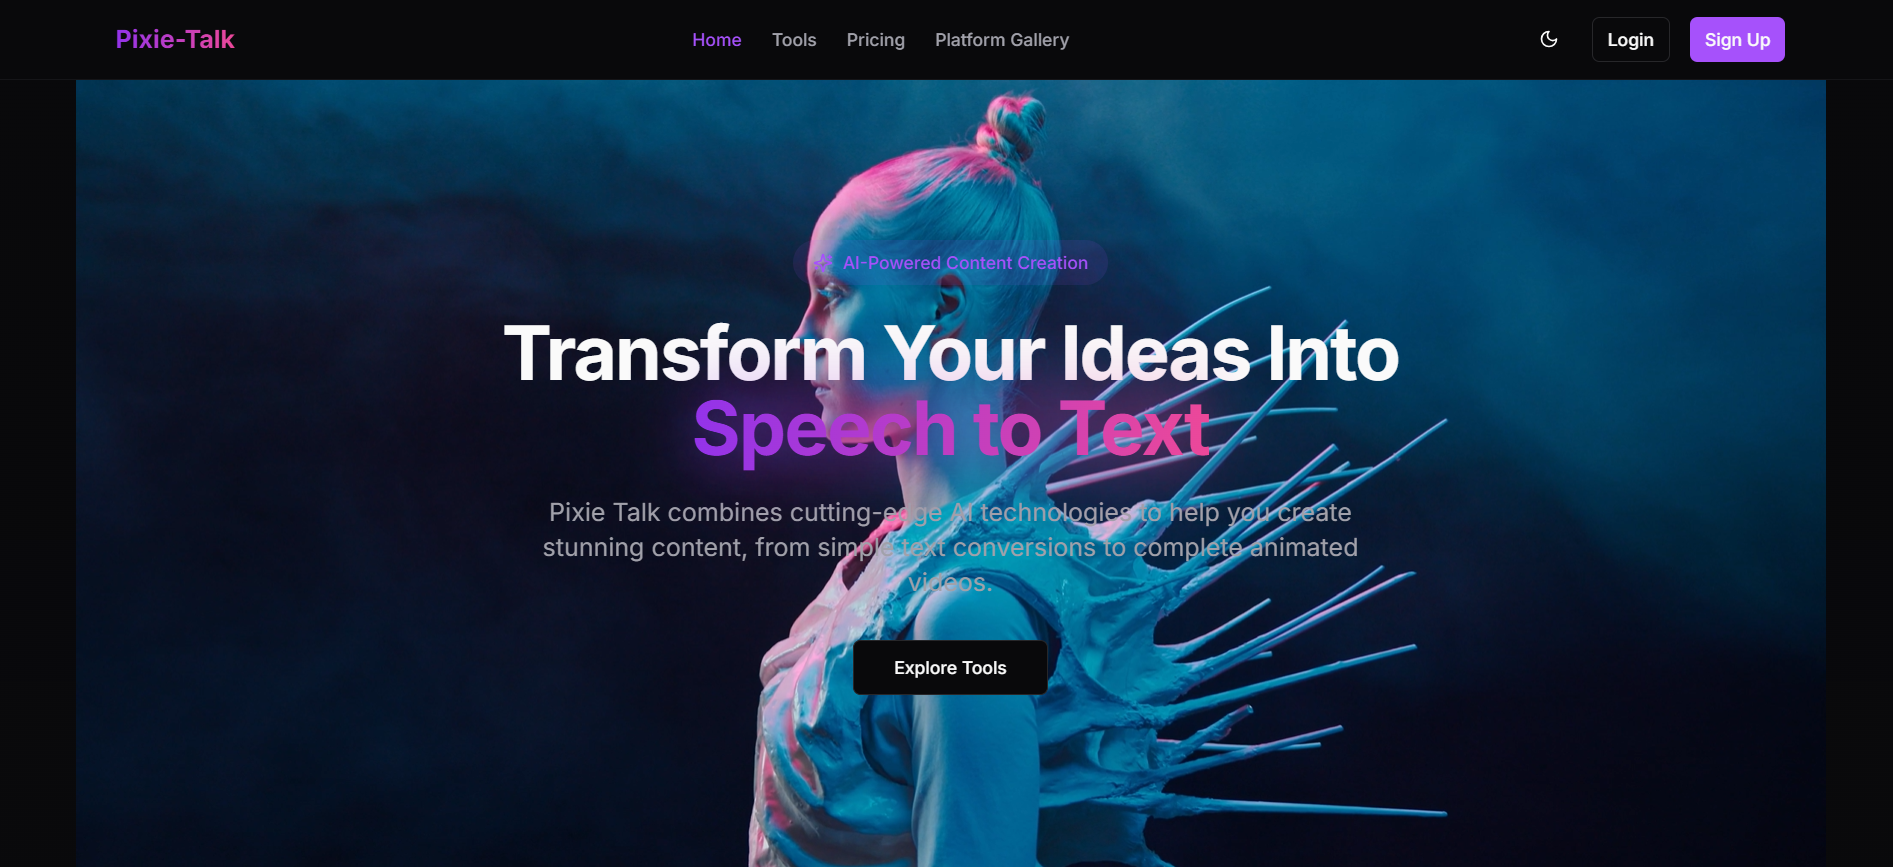 Pixie-Talk
Home Tools Pricing Platform Gallery
Login Sign Up
AI-Powered Content Creation
Transform Your Ideas Into
Speech to Text
Pixie Talk combines cutting-edge AI technologies to help you create
stunning content, from simple text conversions to complete animated
videos.
Explore Tools